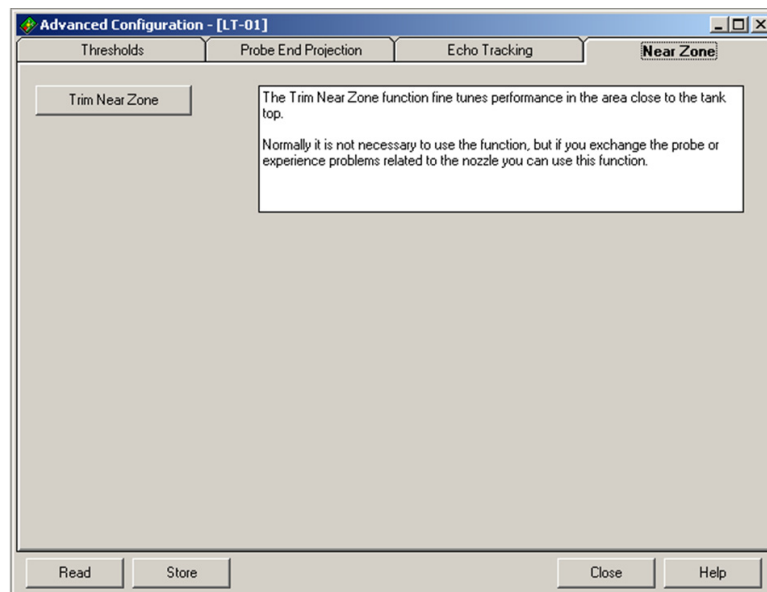 Advanced Configuration - [LT-01]
Thresholds
Probe End Projection
Echo Tracking
Near Zone
Trim Near Zone
The Trim Near Zone function fine tunes performance in the area close to the tank
top.
Normally it is not necessary to use the function, but if you exchange the probe or
experience problems related to the nozzle you can use this function.
Read
Store
Close
Help